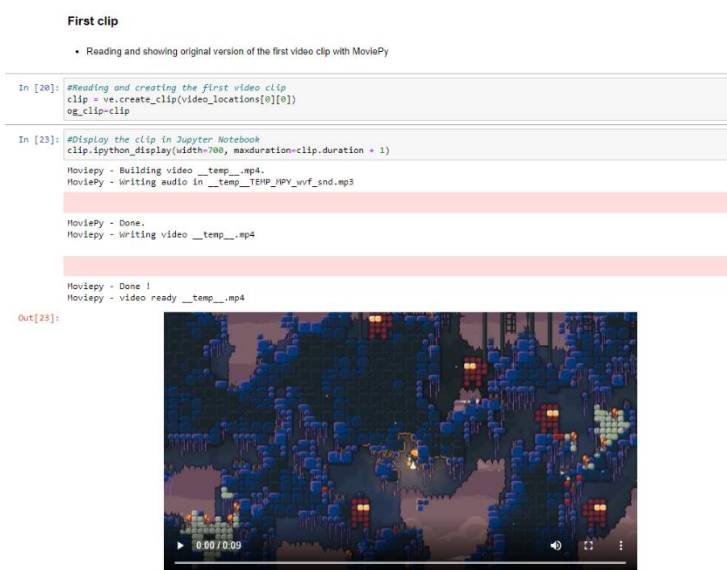 First clip
• Reading and showing original version of the first video clip with MoviePy
In [20]: #Reading and creating the first video clip
clip = ve.create_clip(video_locations[0][0])
og_clip=clip
In [23]: #Display the clip in Jupyter Notebook
clip.ipython_display(width=700, maxduration=clip.duration + 1)
Moviepy - Building video __temp__.mp4.
MoviePy - Writing audio in __temp__TEMP_MPY_wvf_snd.mp3
MoviePy - Done.
Moviepy - Writing video __temp__.mp4
Moviepy - Done !
Moviepy - video ready __temp__.mp4
Out[23]:
0:00 / 0:09